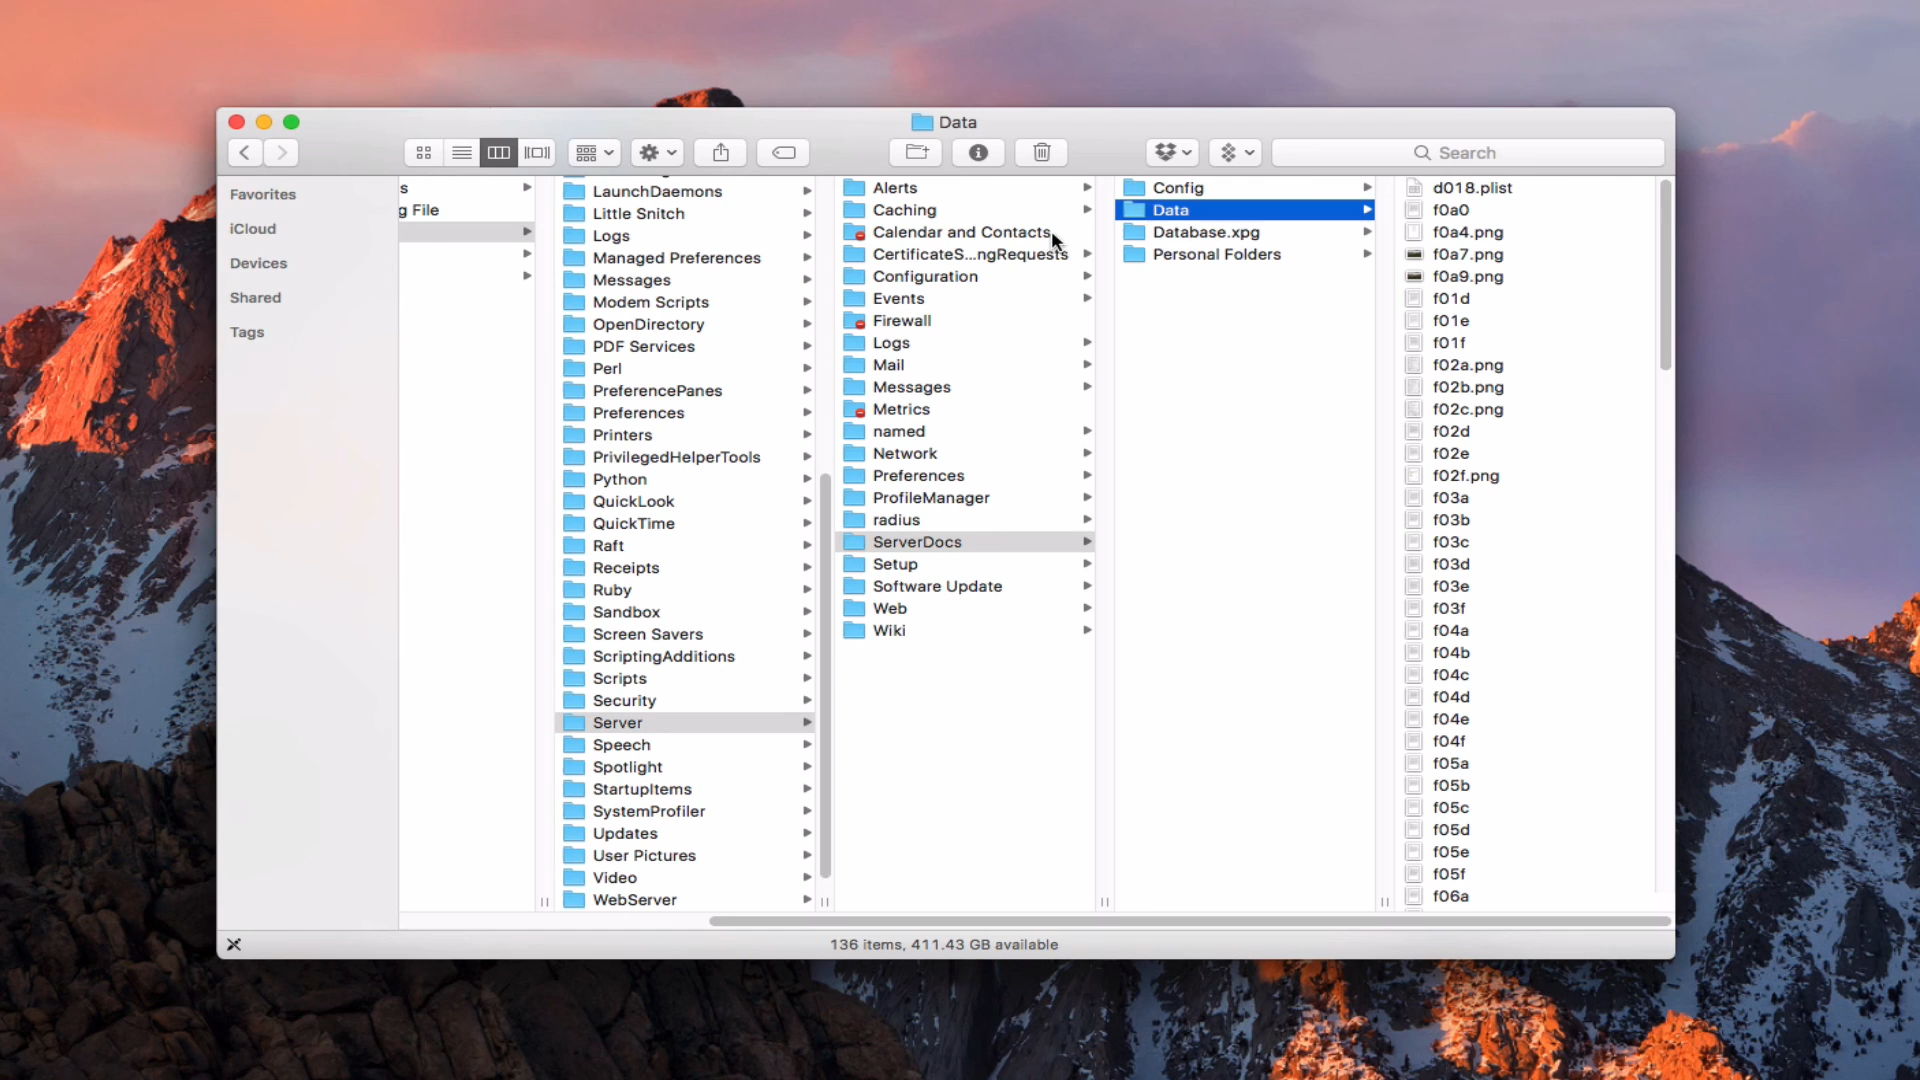 Data
Search
Favorites
iCloud
Devices
Shared
Tags
s
g File
LaunchDaemons
Little Snitch
Logs
Managed Preferences
Messages
Modem Scripts
OpenDirectory
PDF Services
Perl
PreferencePanes
Preferences
Printers
PrivilegedHelperTools
Python
QuickLook
QuickTime
Raft
Receipts
Ruby
Sandbox
Screen Savers
ScriptingAdditions
Scripts
Security
Server
Speech
Spotlight
StartupItems
SystemProfiler
Updates
User Pictures
Video
WebServer
Alerts
Caching
Calendar and Contacts
CertificateS...ngRequests
Configuration
Events
Firewall
Logs
Mail
Messages
Metrics
named
Network
Preferences
ProfileManager
radius
ServerDocs
Setup
Software Update
Web
Wiki
Config
Data
Database.xpg
Personal Folders
d018.plist
f0a0
f0a4.png
f0a7.png
f0a9.png
f01d
f01e
f01f
f02a.png
f02b.png
f02c.png
f02d
f02e
f02f.png
f03a
f03b
f03c
f03d
f03e
f03f
f04a
f04b
f04c
f04d
f04e
f04f
f05a
f05b
f05c
f05d
f05e
f05f
f06a
136 items, 411.43 GB available